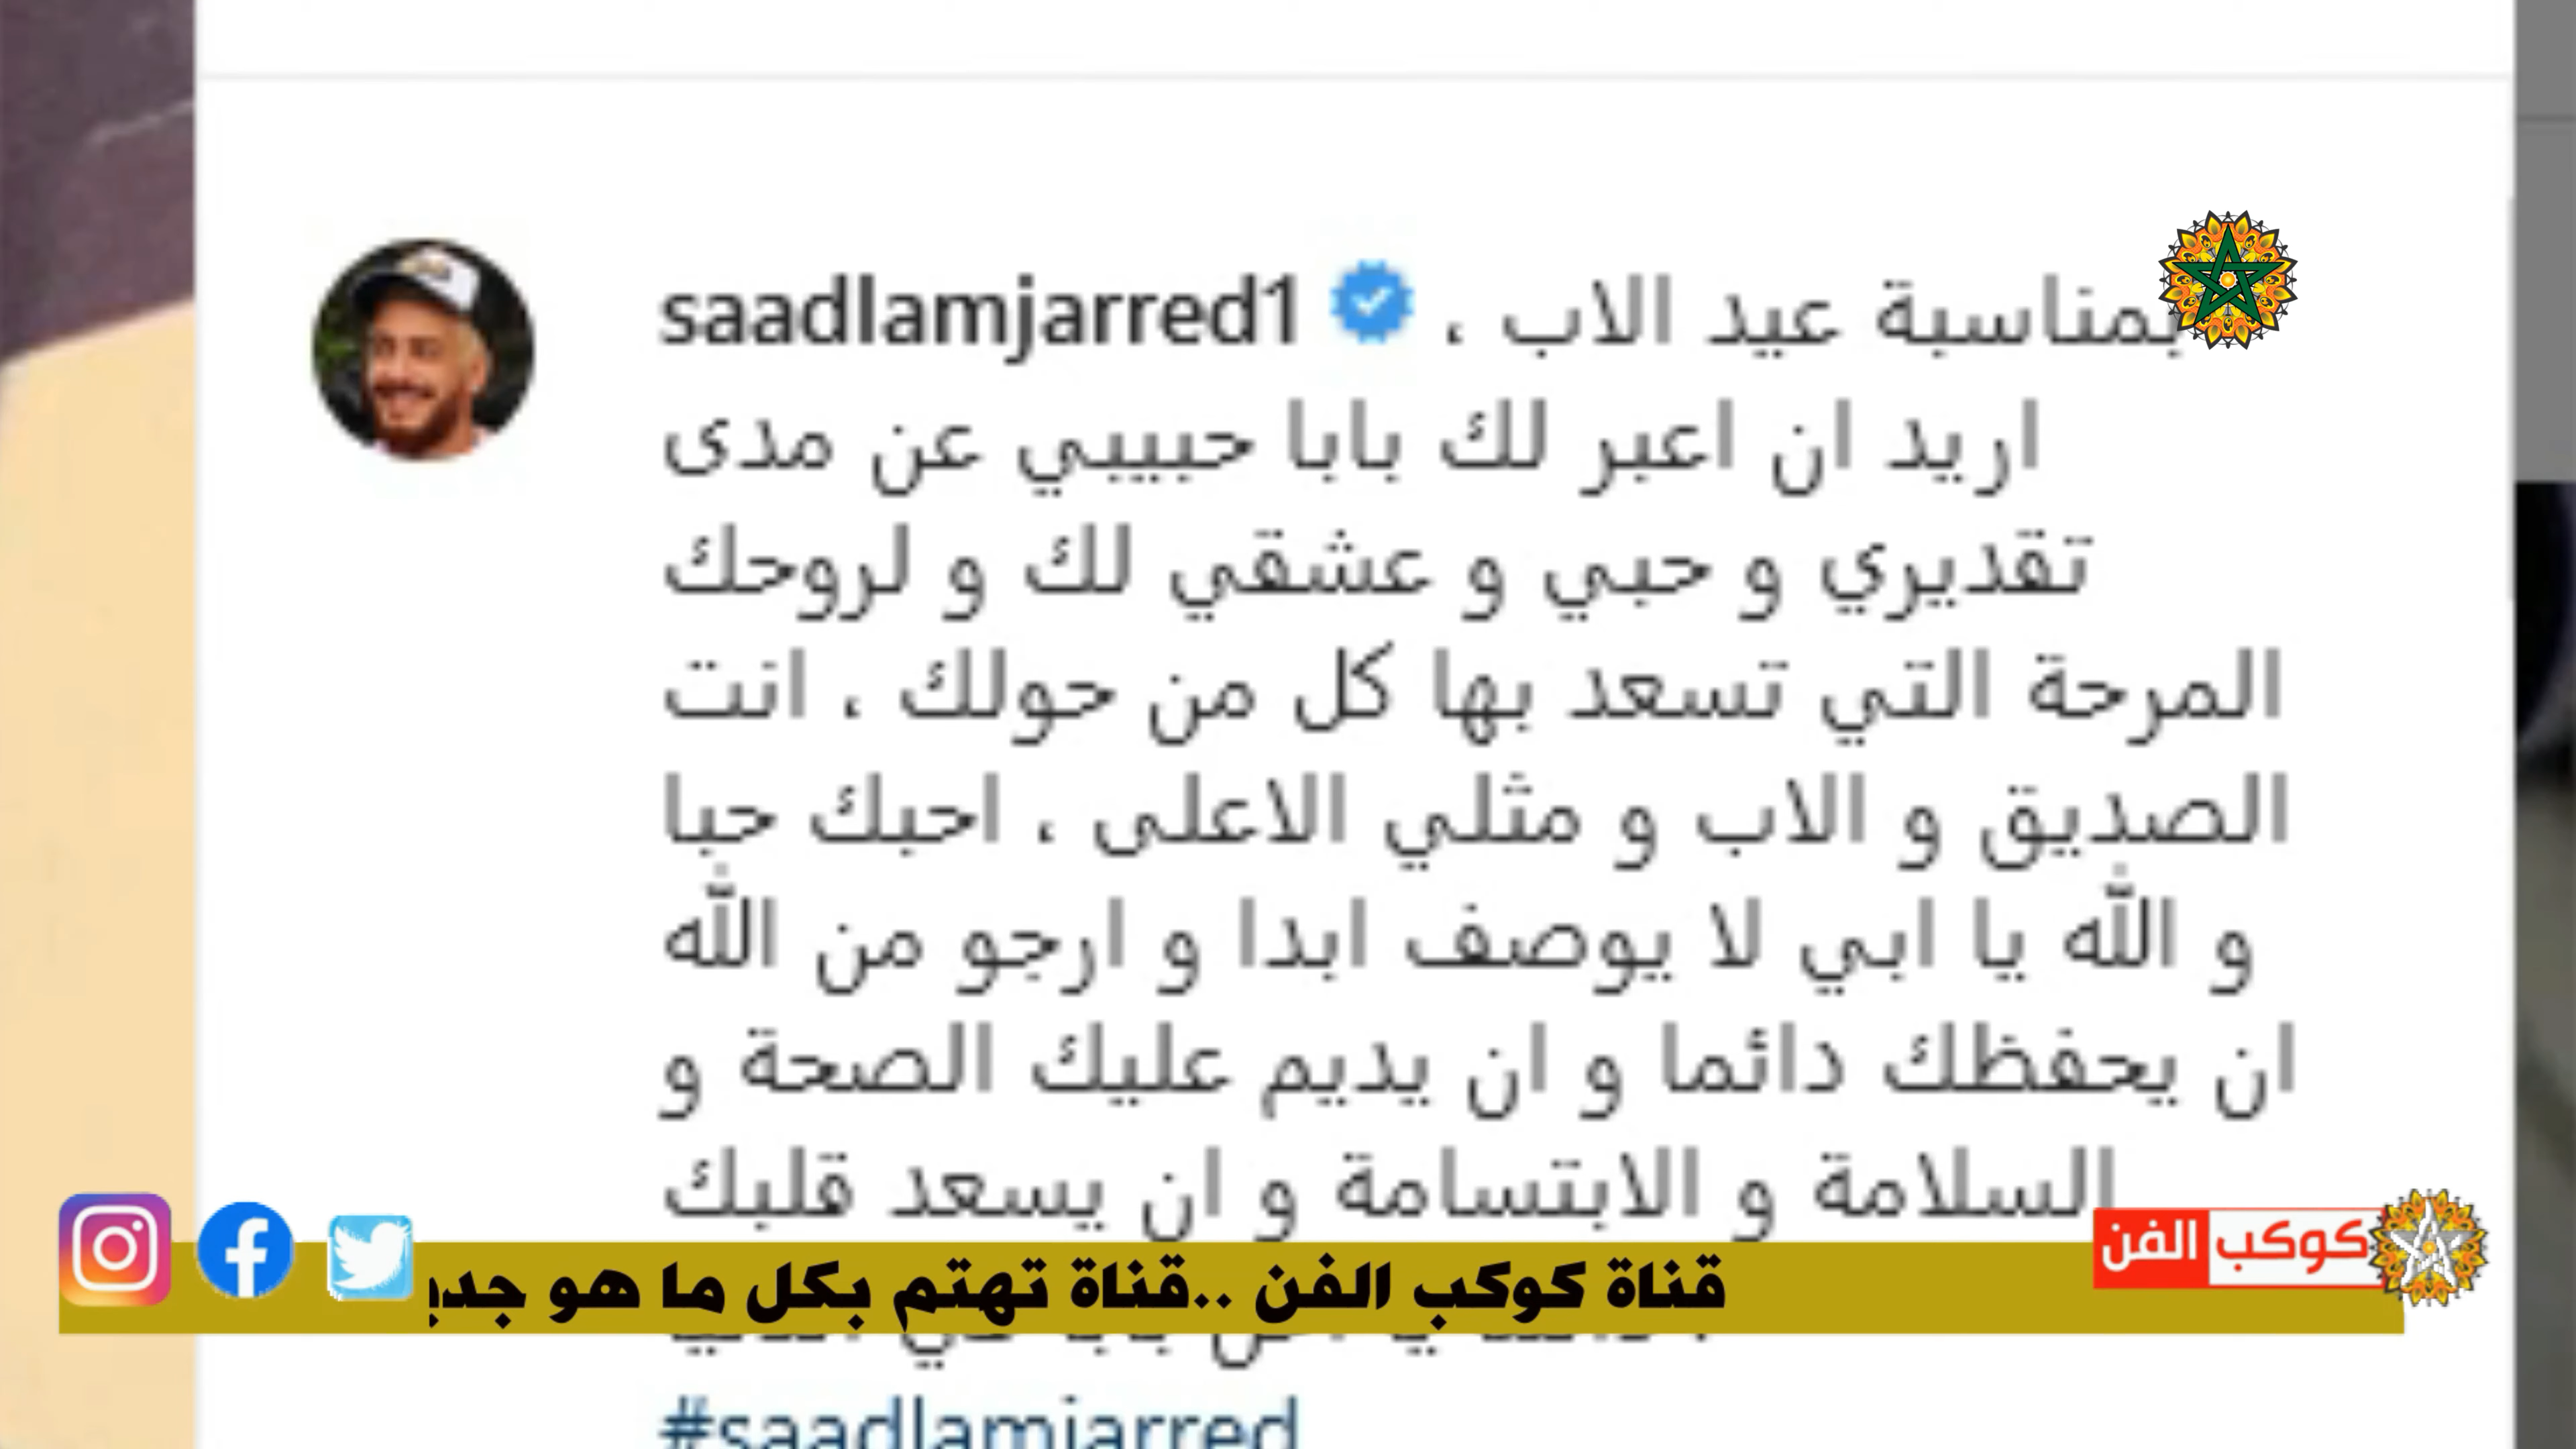 saadlamjarred1 بمناسبة عيد الاب ،
اريد ان اعبر لك بابا حبيبي عن مدى
تقديري و حبي و عشقي لك و لروحك
المرحة التي تسعد بها كل من حولك ، انت
الصديق و الاب و مثلي الاعلى ، احبك حبا
و الله يا ابي لا يوصف ابدا و ارجو من الله
ان يحفظك دائما و ان يديم عليك الصحة و
السلامة و الابتسامة و ان يسعد قلبك
كوكب الفن
قناة كوكب الفن ..قناة تهتم بكل ما هو
#saadlamjarred